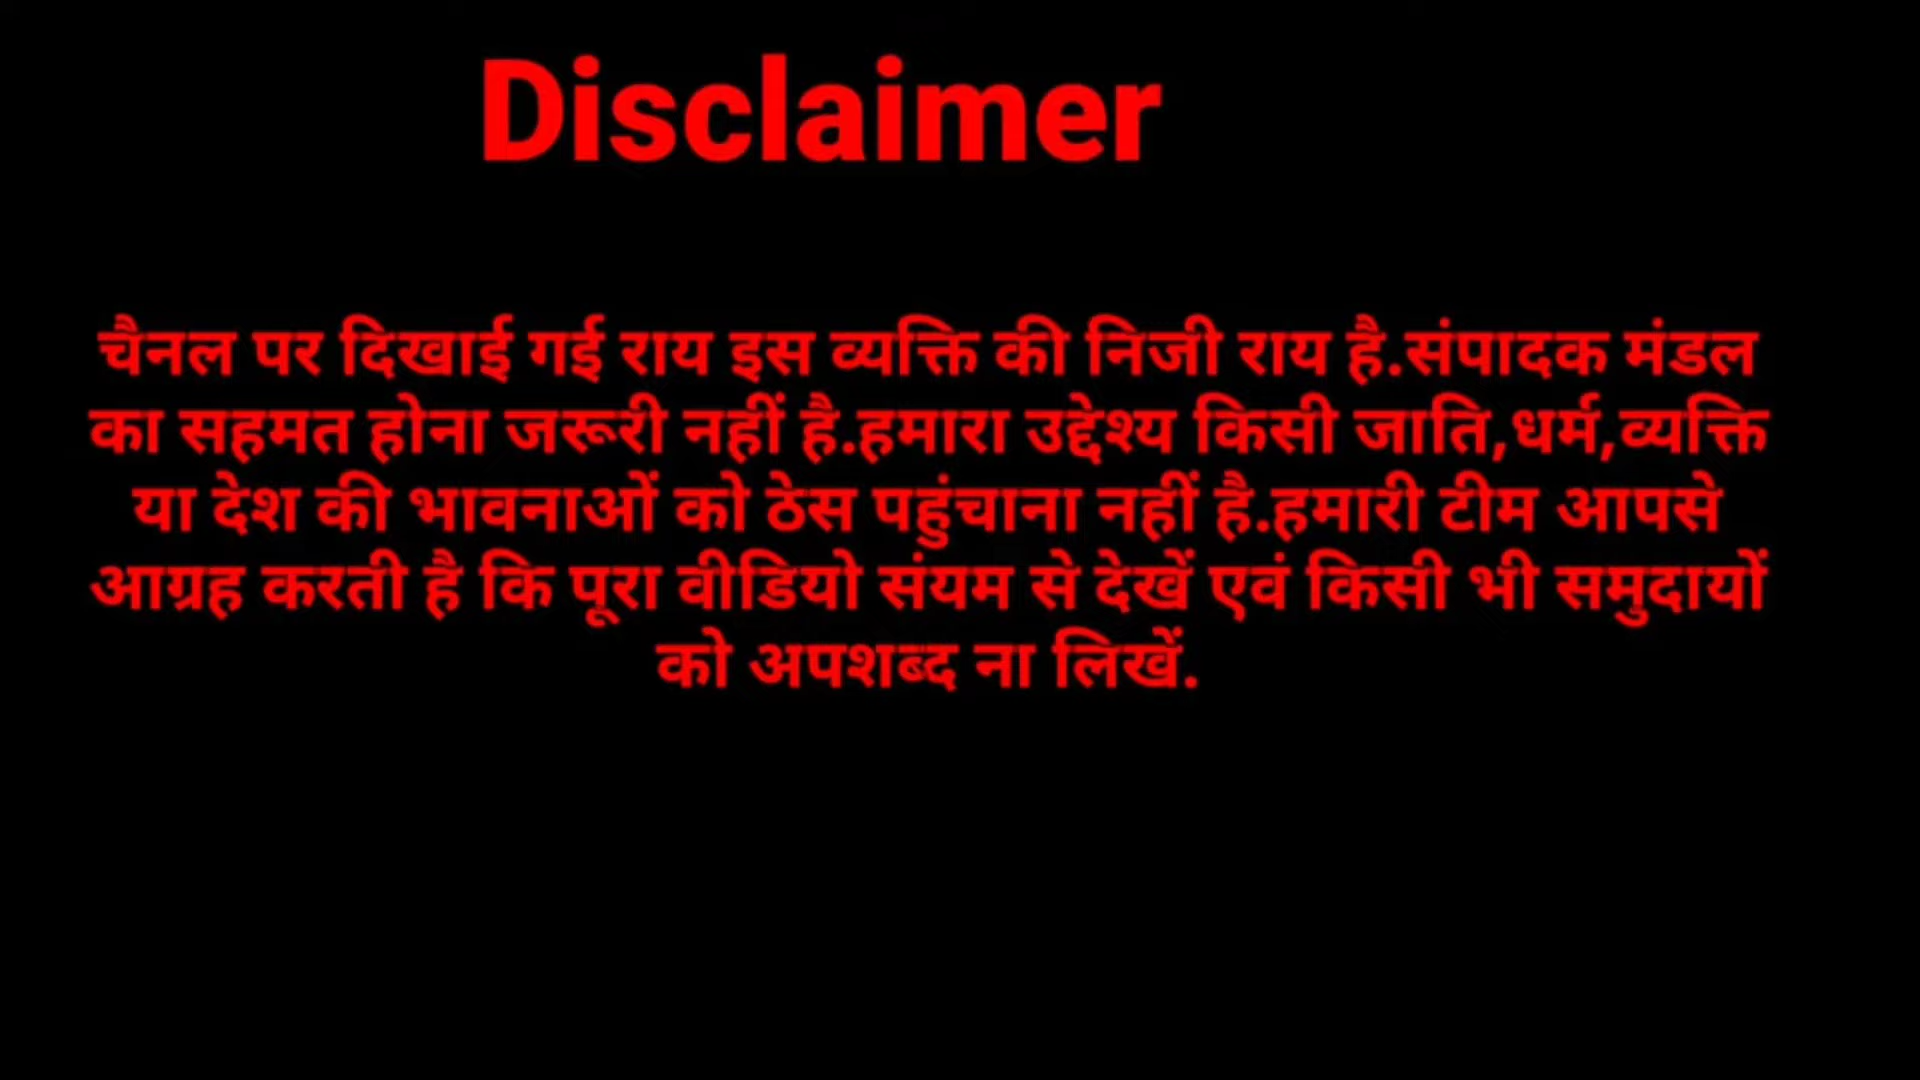 Disclaimer
चैनल पर दिखाई गई राय इस व्यक्ति की निजी राय है.संपादक मंडल
का सहमत होना जरूरी नहीं है.हमारा उद्देश्य किसी जाति,धर्म,व्यक्ति
या देश की भावनाओं को ठेस पहुंचाना नहीं है.हमारी टीम आपसे
आग्रह करती है कि पूरा वीडियो संयम से देखें एवं किसी भी समुदायों
को अपशब्द ना लिखें.